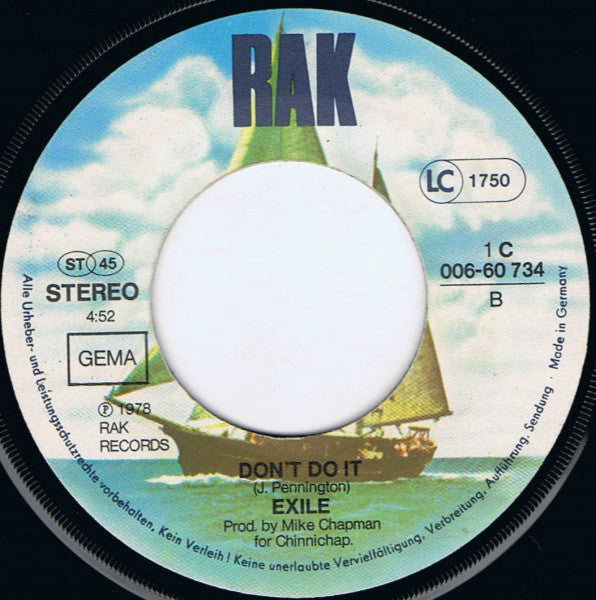 RAK
LC 1750
1 C
006-60 734
B
ST 45
STEREO
4:52
GEMA
℗ 1978
RAK
RECORDS
DON'T DO IT
(J. Pennington)
EXILE
Prod. by Mike Chapman
for Chinnichap.
Alle Urheber- und Leistungsschutzrechte vorbehalten, Kein Verleih! Keine unerlaubte Vervielfältigung, Verbreitung, Aufführung, Sendung · Made in Germany